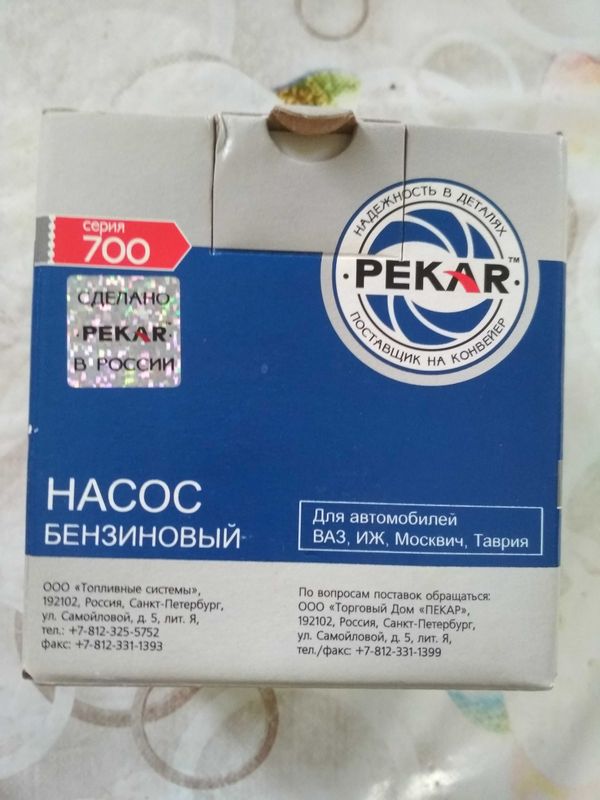 серия
700
НАДЕЖНОСТЬ В ДЕТАЛЯХ
PEKAR™
ПОСТАВЩИК НА КОНВЕЙЕР
СДЕЛАНО
PEKAR™
В РОССИИ
НАСОС
БЕНЗИНОВЫЙ
Для автомобилей
ВАЗ, ИЖ, Москвич, Таврия
ООО «Топливные системы»,
192102, Россия, Санкт-Петербург,
ул. Самойловой, д. 5, лит. Я,
тел.: +7-812-325-5752
факс: +7-812-331-1393
По вопросам поставок обращаться:
ООО «Торговый Дом «ПЕКАР»,
192102, Россия, Санкт-Петербург,
ул. Самойловой, д. 5, лит. Я,
тел./факс: +7-812-331-1399